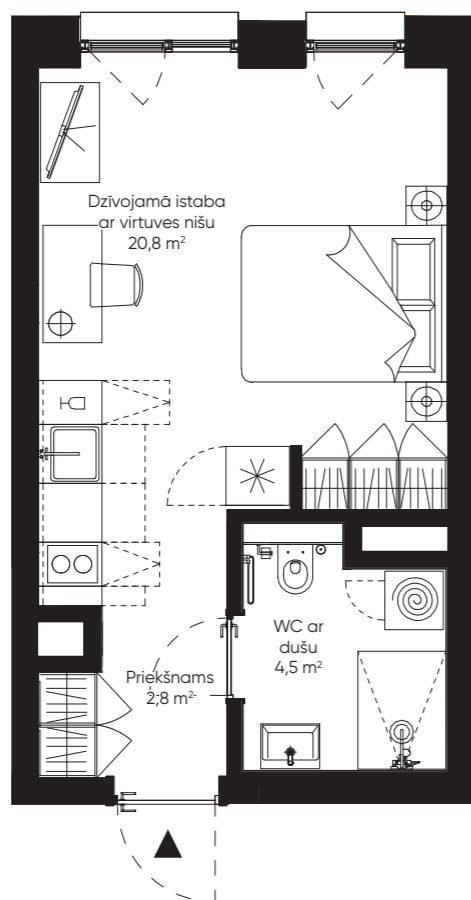 Dzīvojamā istaba
ar virtuves nišu
20,8 m²
WC ar
dušu
4,5 m²
Priekšnams
2,8 m²